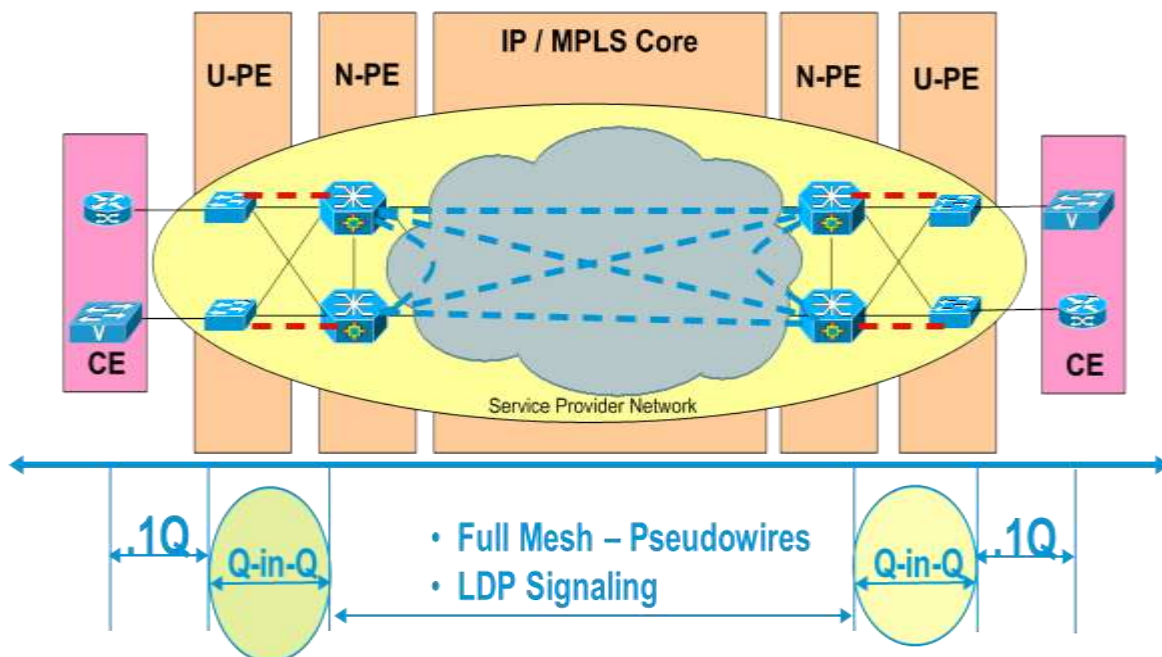 IP / MPLS Core
U-PE
N-PE
N-PE
U-PE
V
V
CE
CE
Service Provider Network
.1Q
Q-in-Q
• Full Mesh – Pseudowires
• LDP Signaling
Q-in-Q
.1Q